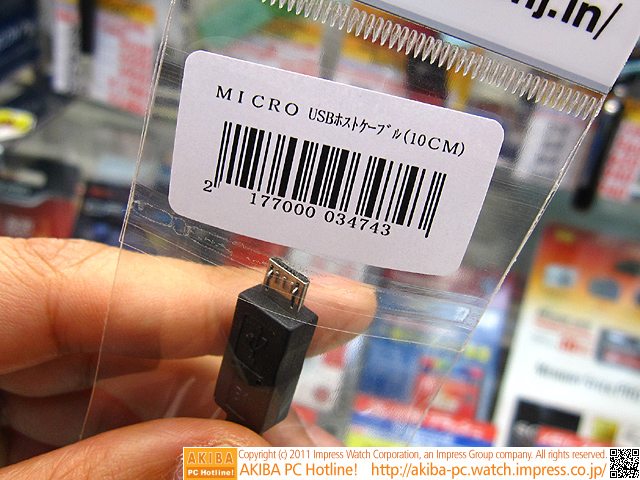 nj.in/
MICRO USBホストケーブル(10CM)
2 177000 034743
AKIBA
PC Hotline!
Copyright (c) 2011 Impress Watch Corporation, an Impress Group company. All rights reserved.
AKIBA PC Hotline! http://akiba-pc.watch.impress.co.jp/